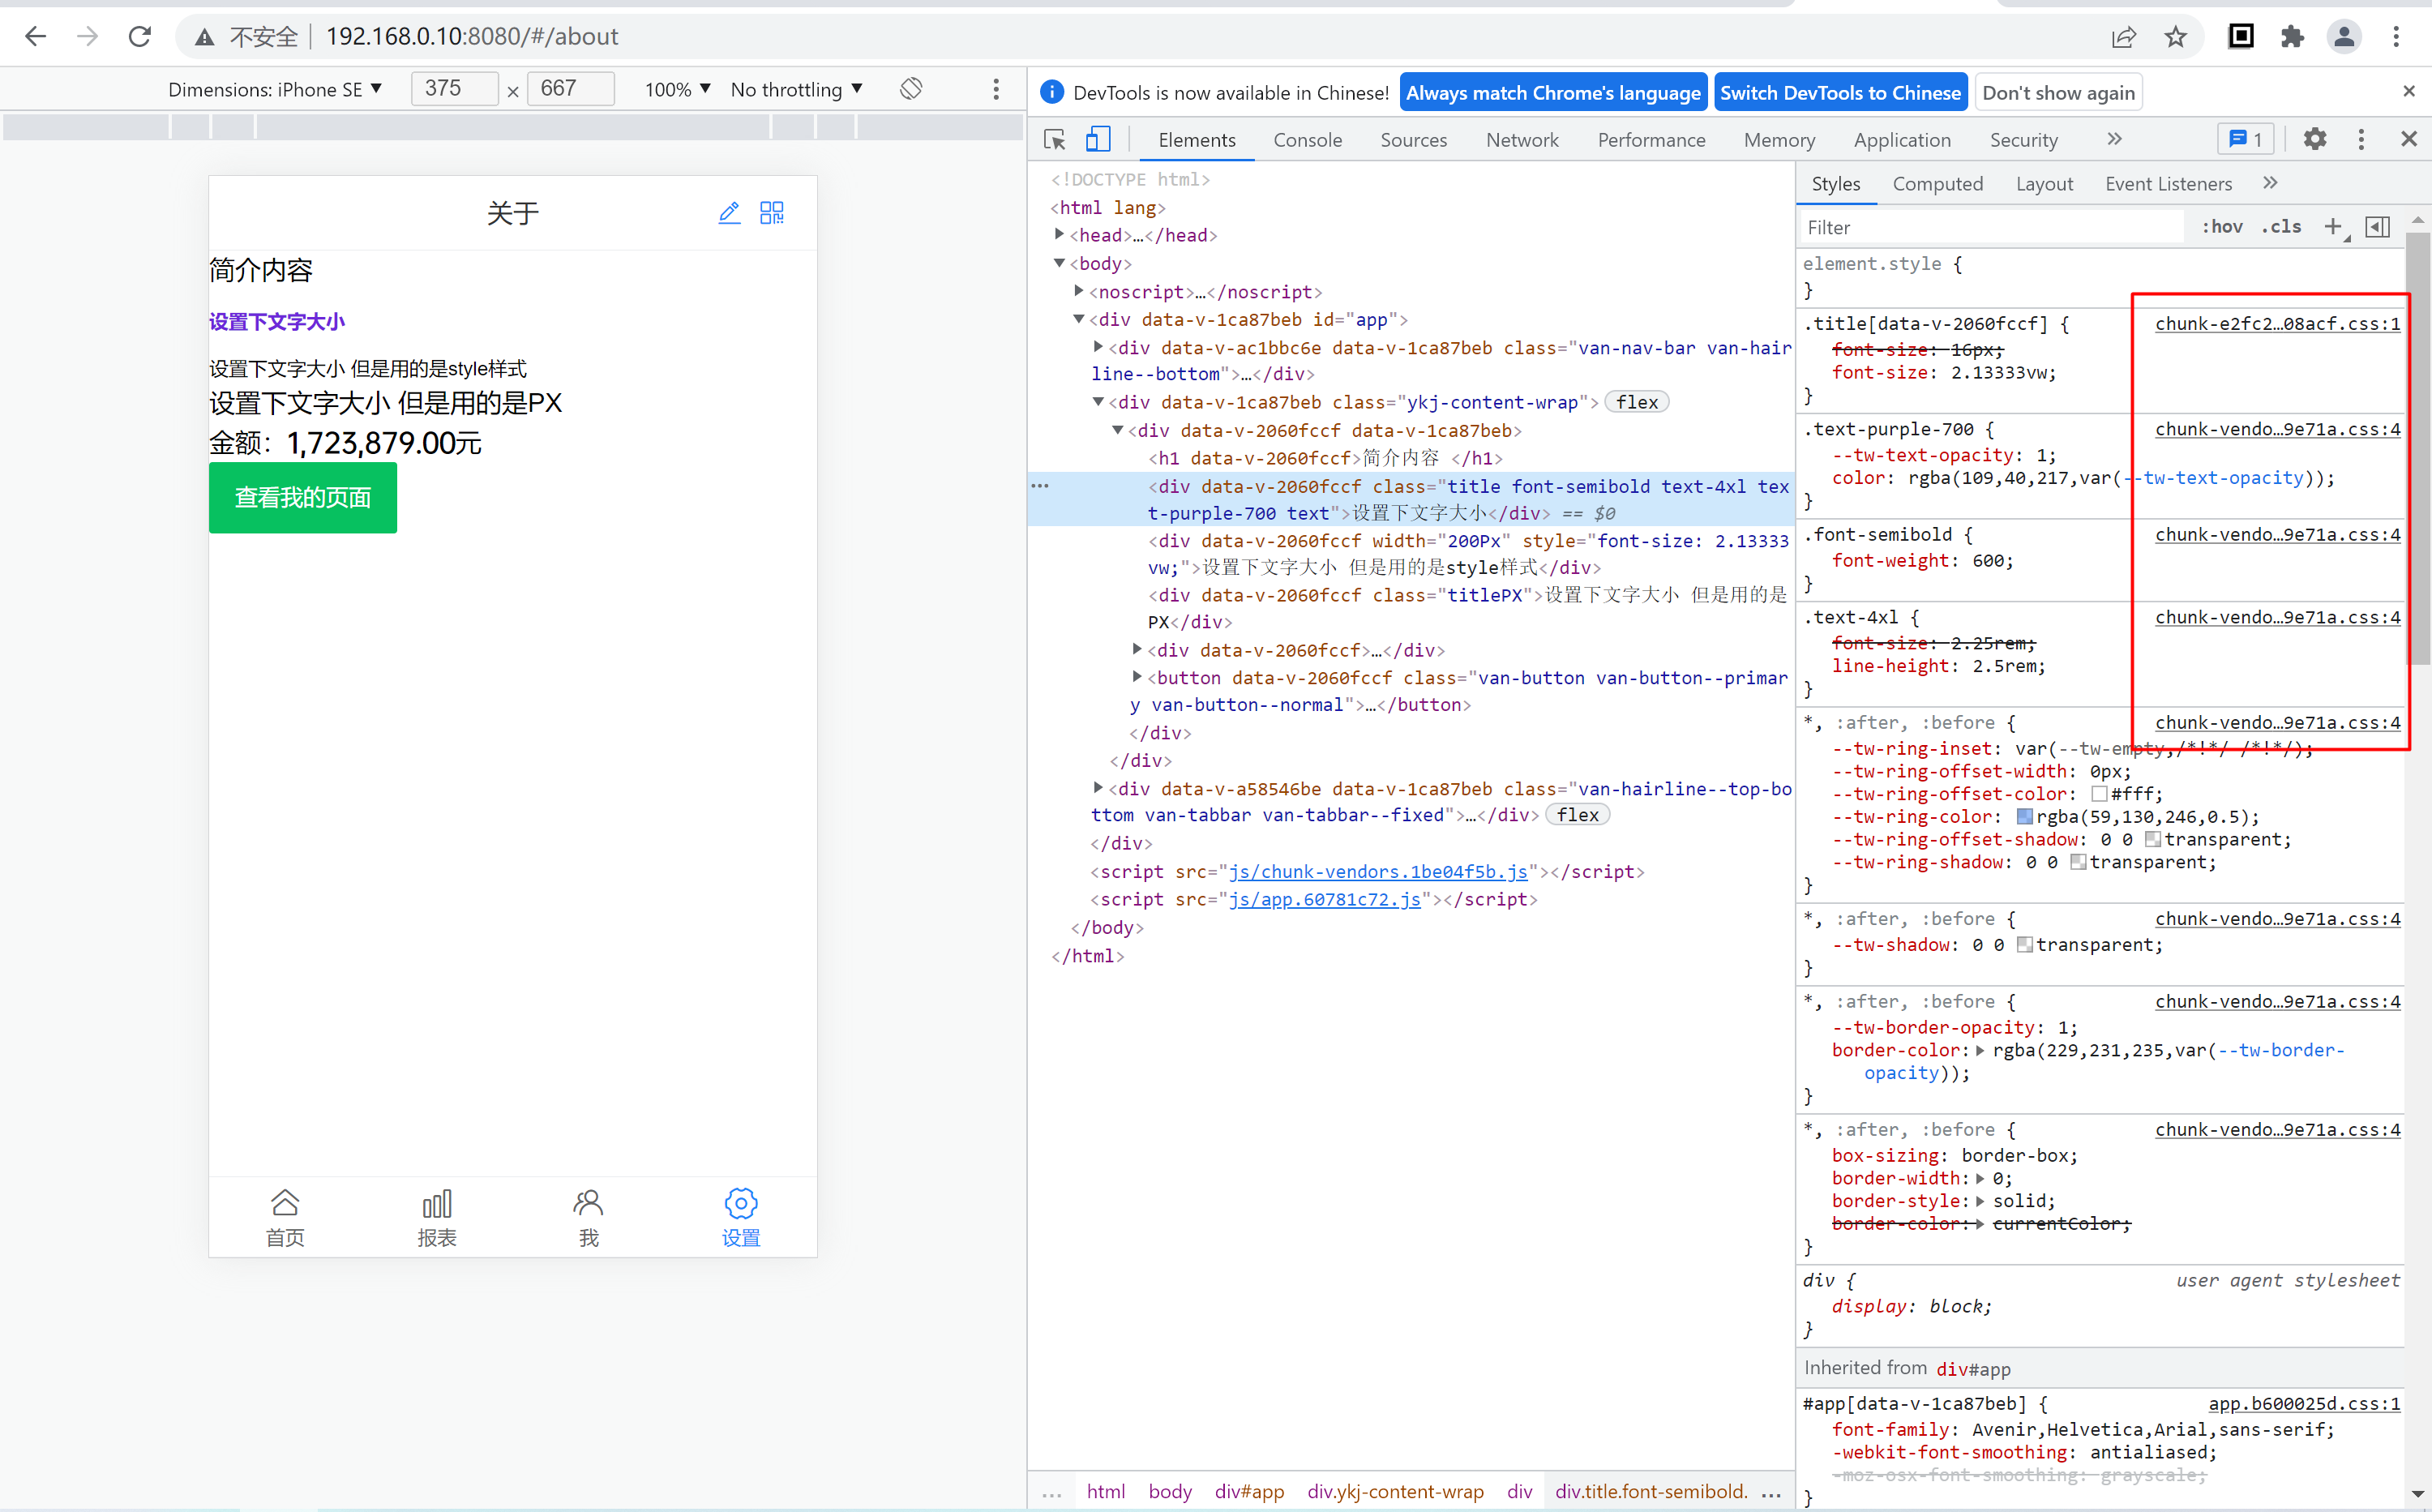 不安全 192.168.0.10:8080/#/about
Dimensions: iPhone SE ▼ 375 × 667 100% ▼ No throttling ▼
DevTools is now available in Chinese! Always match Chrome's language Switch DevTools to Chinese Don't show again
Elements Console Sources Network Performance Memory Application Security 1
关于
简介内容
设置下文字大小
设置下文字大小 但是用的是style样式
设置下文字大小 但是用的是PX
金额：1,723,879.00元
查看我的页面
首页 报表 我 设置
<!DOCTYPE html>
<html lang>
<head>…</head>
<body>
<noscript>…</noscript>
<div data-v-1ca87beb id="app">
<div data-v-ac1bbc6e data-v-1ca87beb class="van-nav-bar van-hair
line--bottom">…</div>
<div data-v-1ca87beb class="ykj-content-wrap"> flex
<div data-v-2060fccf data-v-1ca87beb>
<h1 data-v-2060fccf>简介内容 </h1>
… <div data-v-2060fccf class="title font-semibold text-4xl tex
t-purple-700 text">设置下文字大小</div> == $0
<div data-v-2060fccf width="200Px" style="font-size: 2.13333
vw;">设置下文字大小 但是用的是style样式</div>
<div data-v-2060fccf class="titlePX">设置下文字大小 但是用的是
PX</div>
<div data-v-2060fccf>…</div>
<button data-v-2060fccf class="van-button van-button--primar
y van-button--normal">…</button>
</div>
</div>
<div data-v-a58546be data-v-1ca87beb class="van-hairline--top-bo
ttom van-tabbar van-tabbar--fixed">…</div> flex
</div>
<script src="js/chunk-vendors.1be04f5b.js"></script>
<script src="js/app.60781c72.js"></script>
</body>
</html>
... html body div#app div.ykj-content-wrap div div.title.font-semibold. ...
Styles Computed Layout Event Listeners
Filter :hov .cls
element.style {
}
.title[data-v-2060fccf] { chunk-e2fc2…08acf.css:1
font-size: 16px;
font-size: 2.13333vw;
}
.text-purple-700 { chunk-vendo…9e71a.css:4
--tw-text-opacity: 1;
color: rgba(109,40,217,var(--tw-text-opacity));
}
.font-semibold { chunk-vendo…9e71a.css:4
font-weight: 600;
}
.text-4xl { chunk-vendo…9e71a.css:4
font-size: 2.25rem;
line-height: 2.5rem;
}
*, :after, :before { chunk-vendo…9e71a.css:4
--tw-ring-inset: var(--tw-empty,/*!*/ /*!*/);
--tw-ring-offset-width: 0px;
--tw-ring-offset-color: #fff;
--tw-ring-color: rgba(59,130,246,0.5);
--tw-ring-offset-shadow: 0 0 transparent;
--tw-ring-shadow: 0 0 transparent;
}
*, :after, :before { chunk-vendo…9e71a.css:4
--tw-shadow: 0 0 transparent;
}
*, :after, :before { chunk-vendo…9e71a.css:4
--tw-border-opacity: 1;
border-color: rgba(229,231,235,var(--tw-border-
opacity));
}
*, :after, :before { chunk-vendo…9e71a.css:4
box-sizing: border-box;
border-width: 0;
border-style: solid;
border-color: currentColor;
}
div { user agent stylesheet
display: block;
}
Inherited from div#app
#app[data-v-1ca87beb] { app.b600025d.css:1
font-family: Avenir,Helvetica,Arial,sans-serif;
-webkit-font-smoothing: antialiased;
-moz-osx-font-smoothing: grayscale;
}